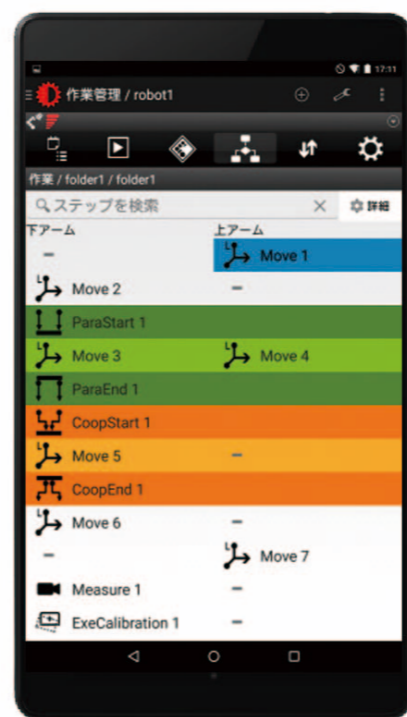 17:11
作業管理 / robot1
作業 / folder1 / folder1
ステップを検索 詳細
下アーム 上アーム
– Move 1
Move 2 –
ParaStart 1
Move 3 Move 4
ParaEnd 1
CoopStart 1
Move 5 –
CoopEnd 1
Move 6 –
– Move 7
Measure 1 –
ExeCalibration 1 –